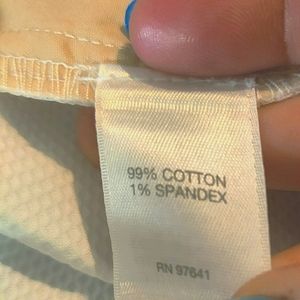 99% COTTON
1% SPANDEX
RN 97641